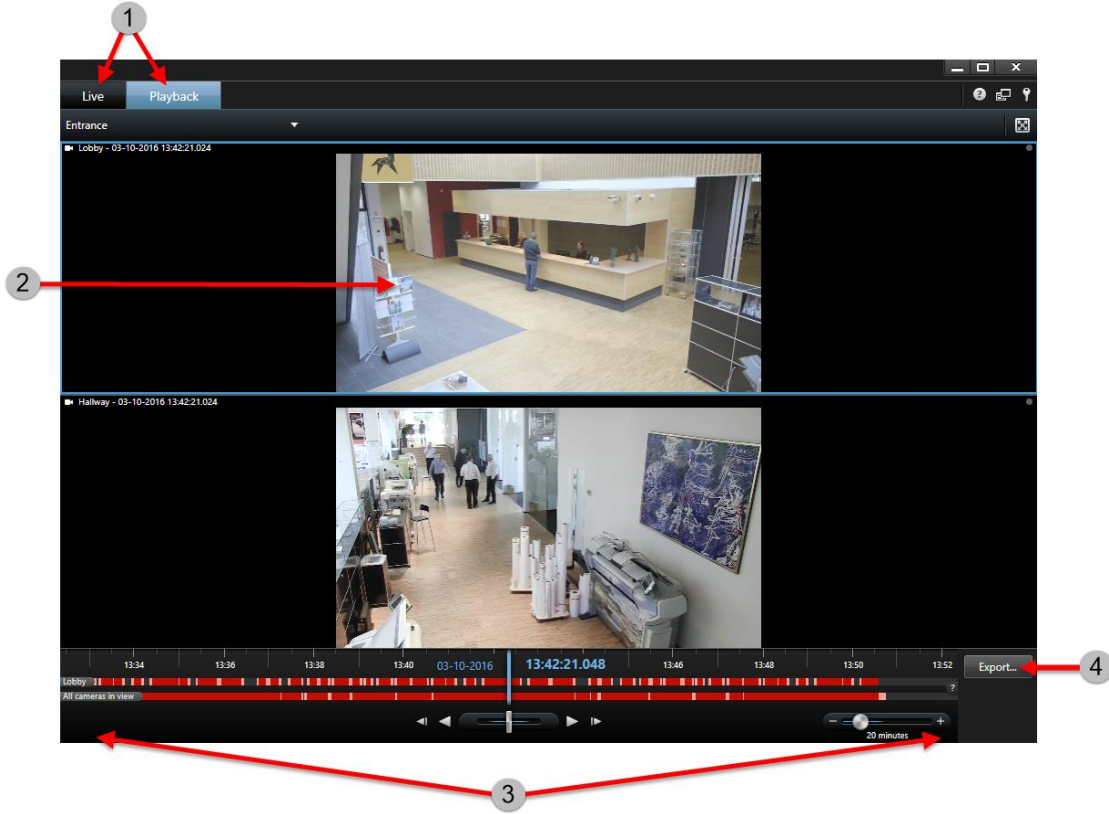 1
Live Playback
Entrance
Lobby - 03-10-2016 13:42:21.024
2
Hallway - 03-10-2016 13:42:21.024
13:34 13:36 13:38 13:40 03-10-2016 13:42:21.048 13:46 13:48 13:50 13:52 Export... 4
Lobby
All cameras in view ?
20 minutes
3